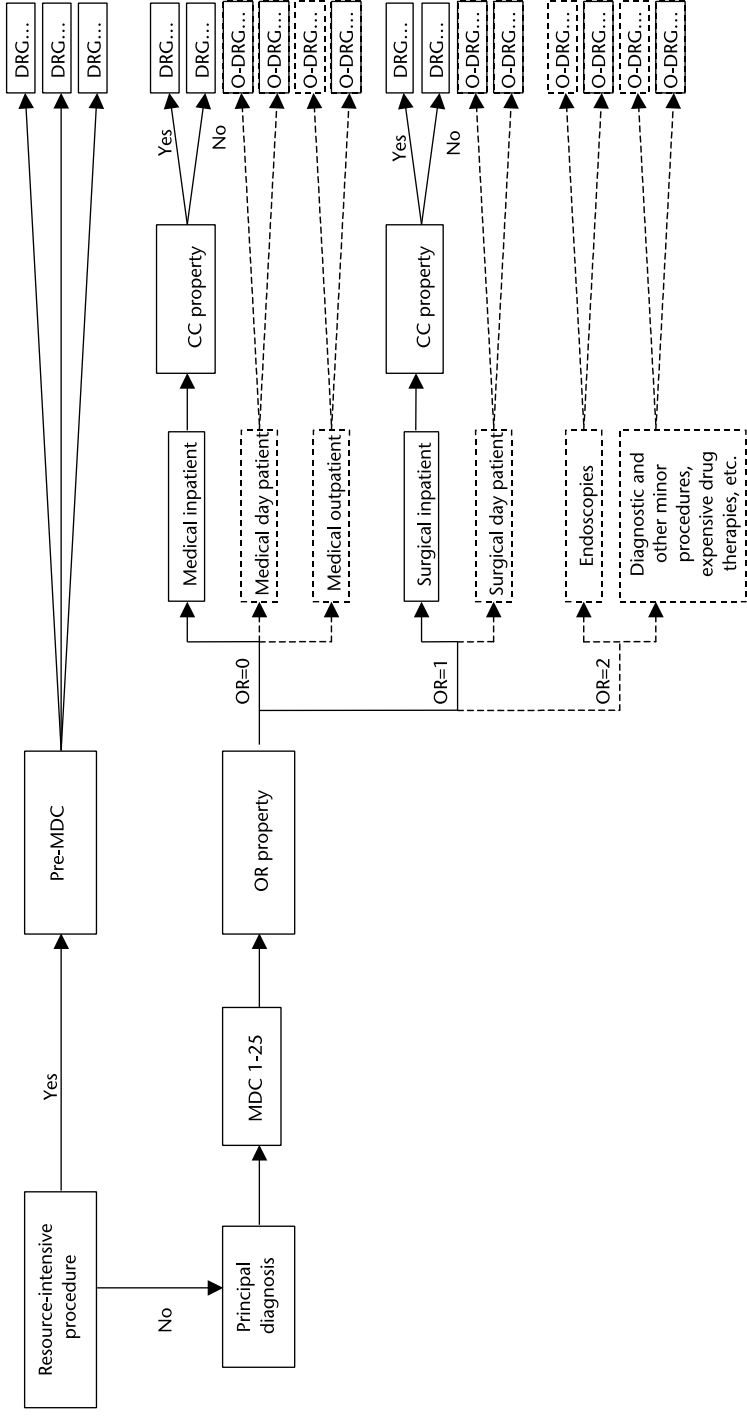 Resource-intensive
procedure
Yes
Pre-MDC
DRG...
DRG...
DRG...
No
Principal
diagnosis
MDC 1-25
OR property
OR=0
Medical inpatient
CC property
Yes
No
DRG...
DRG...
Medical day patient
O-DRG...
O-DRG...
Medical outpatient
O-DRG...
O-DRG...
OR=1
Surgical inpatient
CC property
Yes
No
DRG...
DRG...
Surgical day patient
O-DRG...
O-DRG...
OR=2
Endoscopies
O-DRG...
O-DRG...
Diagnostic and
other minor
procedures,
expensive drug
therapies, etc.
O-DRG...
O-DRG...